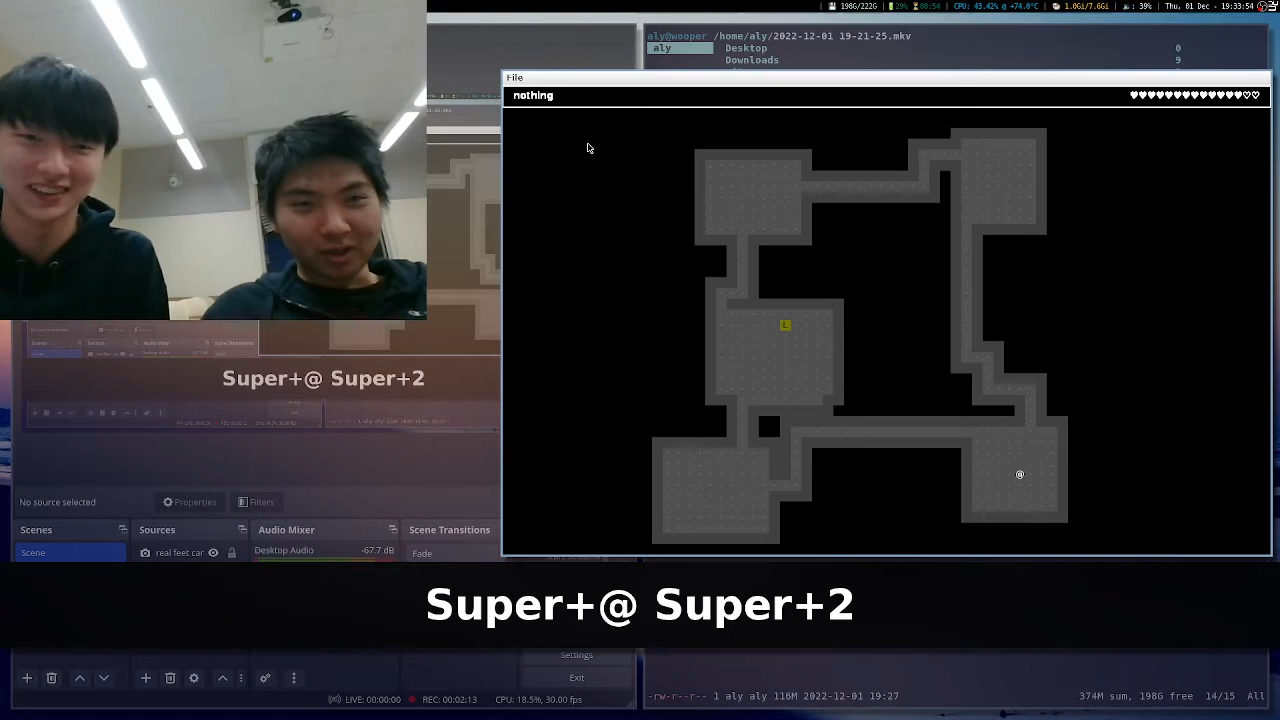 198G/222G 29% 00:54 CPU: 43.42% @ +74.0°C 1.0Gi/7.6Gi 39% Thu, 01 Dec - 19:33:54
aly@wooper /home/aly/2022-12-01 19-21-25.mkv
aly Desktop 0
Downloads 9
File
nothing ♥♥♥♥♥♥♥♥♥♥♥♥♥♡♡
L
@
Super+@ Super+2
No source selected Properties Filters
Scenes Sources Audio Mixer Scene Transitions
Scene real feet car Desktop Audio -67.7 dB Fade
Super+@ Super+2
Settings
Exit
LIVE: 00:00:00 REC: 00:02:13 CPU: 18.5%, 30.00 fps
-rw-r--r-- 1 aly aly 116M 2022-12-01 19:27 374M sum, 198G free 14/15 All